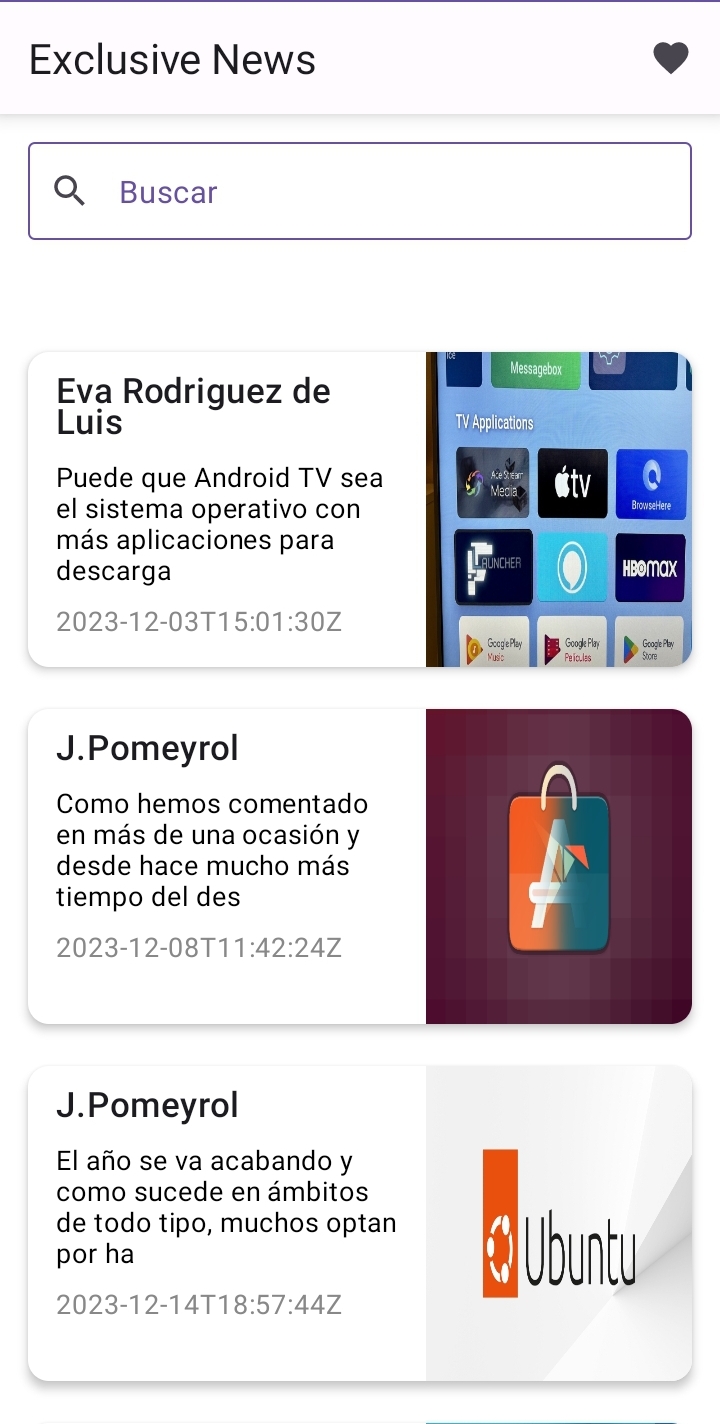 Exclusive News
Buscar
Eva Rodriguez de
Luis
Puede que Android TV sea
el sistema operativo con
más aplicaciones para
descarga
2023-12-03T15:01:30Z
Messagebox
TV Applications
Ace Stream
Media
tv
BrowseHere
LAUNCHER
HBOmax
Google Play
Music
Google Play
Películas
Google Play
Store
J.Pomeyrol
Como hemos comentado
en más de una ocasión y
desde hace mucho más
tiempo del des
2023-12-08T11:42:24Z
J.Pomeyrol
El año se va acabando y
como sucede en ámbitos
de todo tipo, muchos optan
por ha
2023-12-14T18:57:44Z
Ubuntu